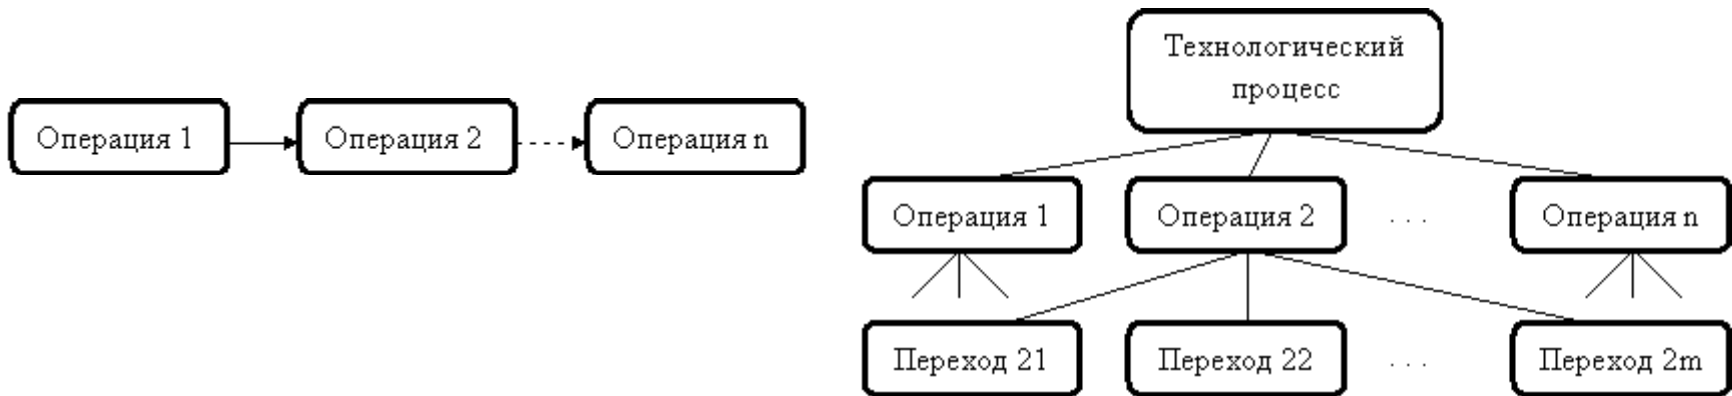 Операция 1
Операция 2
Операция n
Технологический
процесс
Операция 1
Операция 2
. . .
Операция n
Переход 21
Переход 22
. . .
Переход 2m